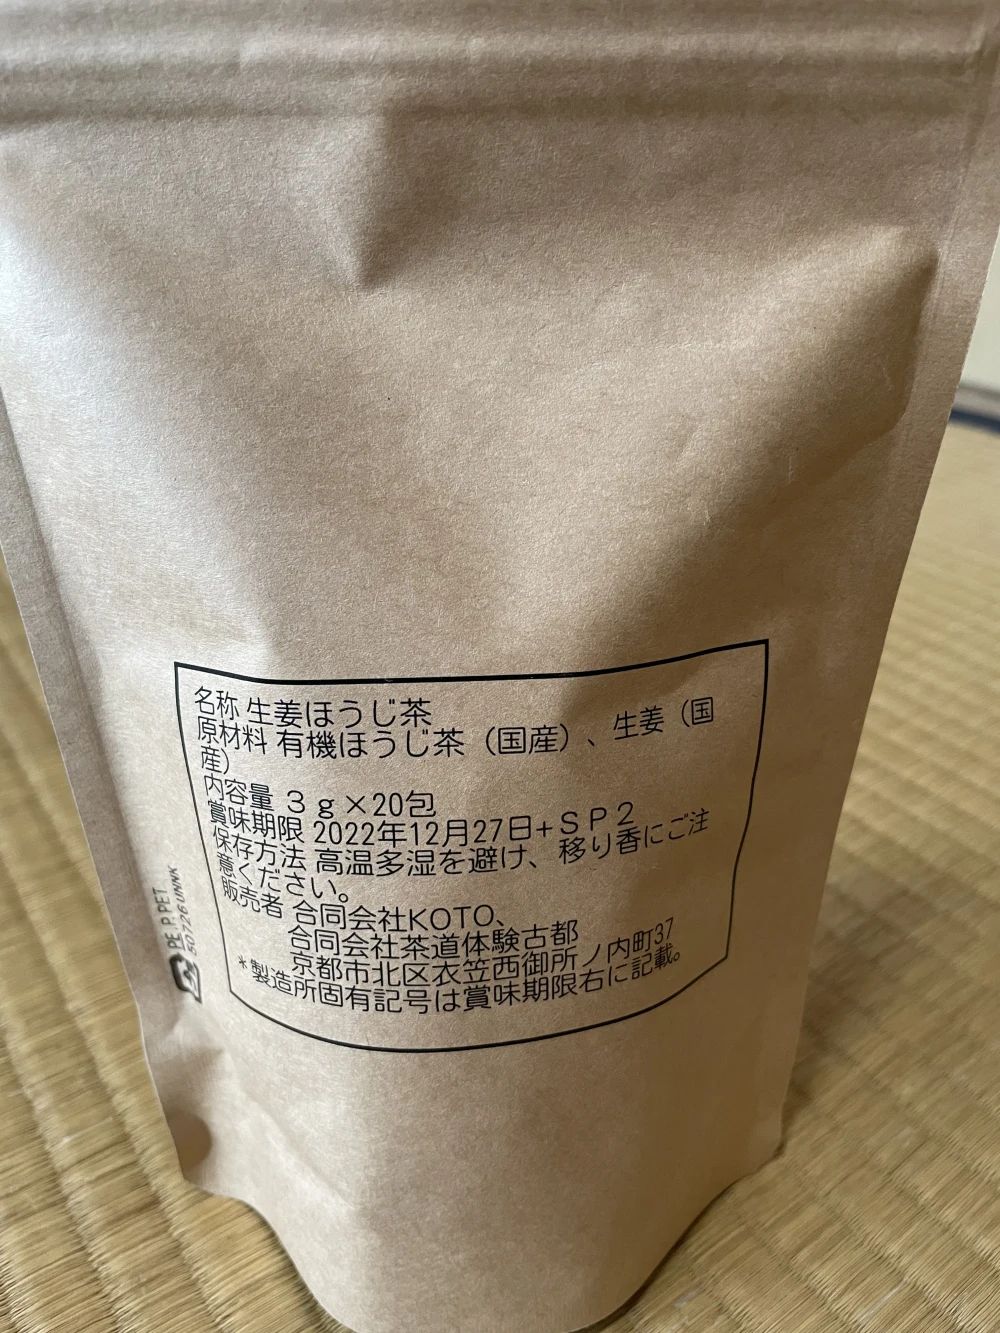 名称 生姜ほうじ茶
原材料 有機ほうじ茶（国産）、生姜（国
産）
内容量 ３ｇ×20包
賞味期限 2022年12月27日+ＳＰ２
保存方法 高温多湿を避け、移り香にご注
意ください。
販売者 合同会社KOTO、
合同会社茶道体験古都
京都市北区衣笠西御所ノ内町37
＊製造所固有記号は賞味期限右に記載。
PE, P, PET
50726UNNK